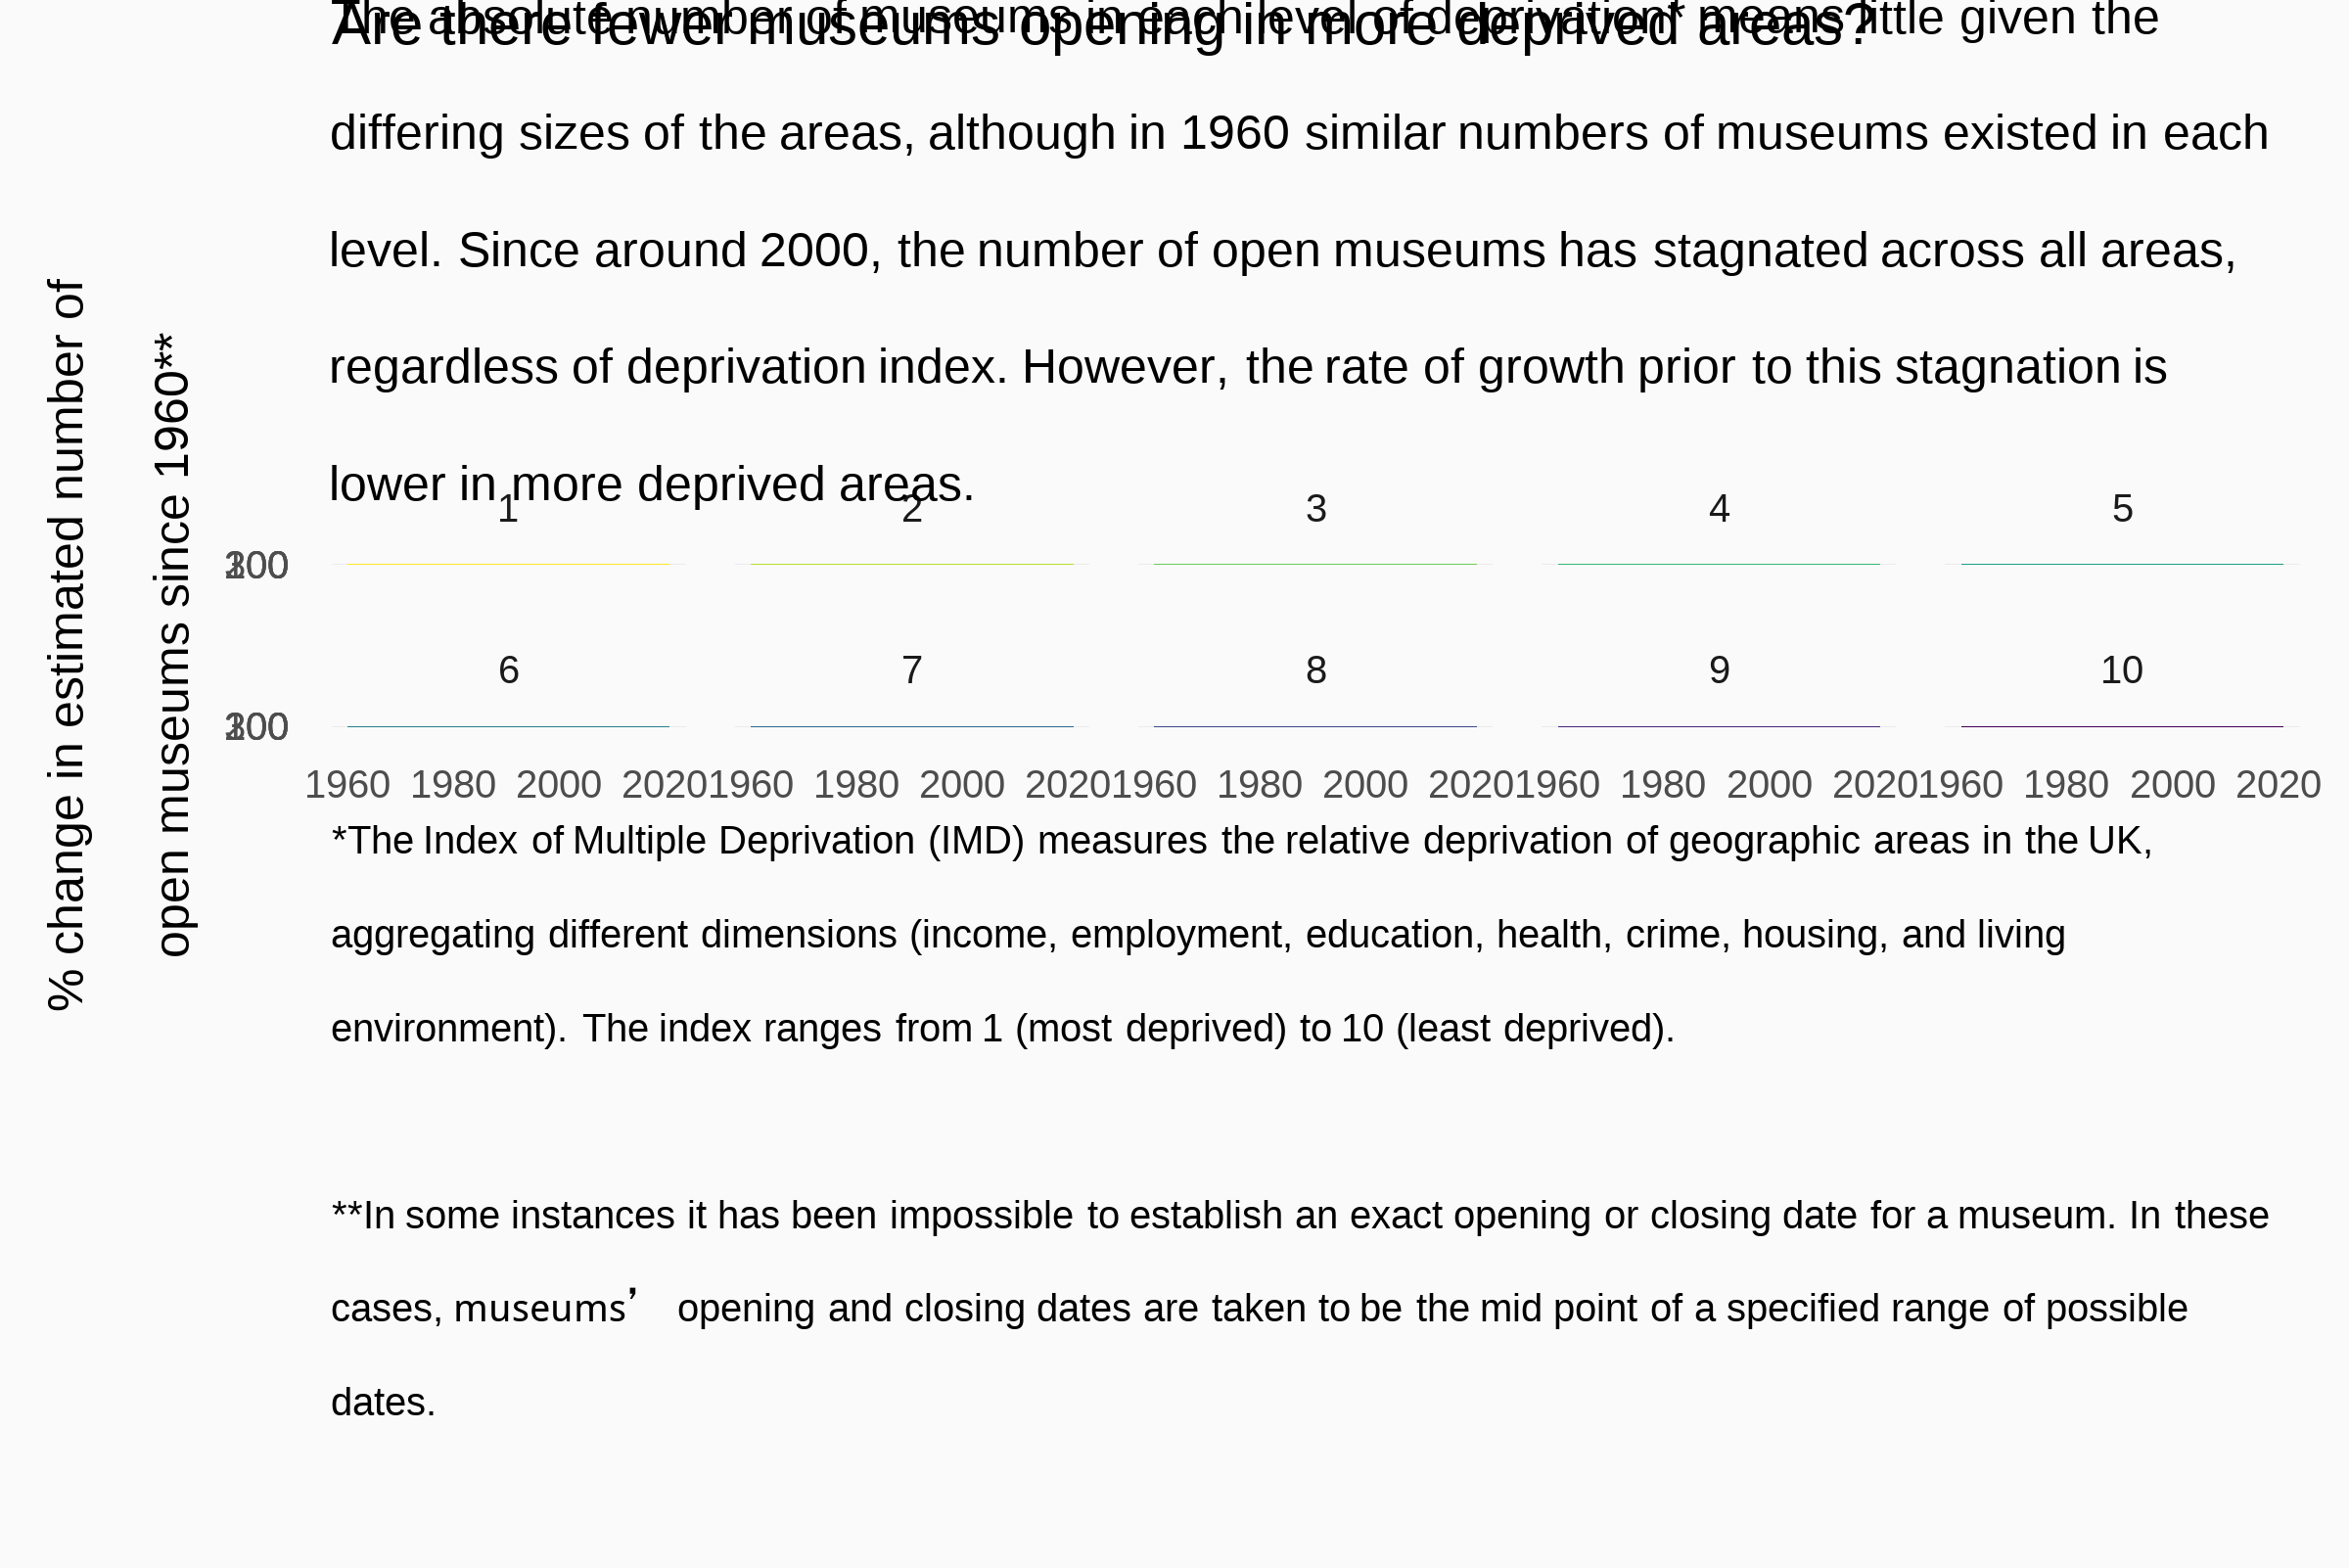 Are there fewer museums opening in more deprived areas?
The absolute number of museums in each level of deprivation* means little given the
differing sizes of the areas, although in 1960 similar numbers of museums existed in each
level. Since around 2000, the number of open museums has stagnated across all areas,
regardless of deprivation index. However, the rate of growth prior to this stagnation is
lower in more deprived areas.
% change in estimated number of
open museums since 1960**
1 2 3 4 5
6 7 8 9 10
1960 1980 2000 2020 1960 1980 2000 2020 1960 1980 2000 2020 1960 1980 2000 2020 1960 1980 2000 2020
*The Index of Multiple Deprivation (IMD) measures the relative deprivation of geographic areas in the UK,
aggregating different dimensions (income, employment, education, health, crime, housing, and living
environment). The index ranges from 1 (most deprived) to 10 (least deprived).
**In some instances it has been impossible to establish an exact opening or closing date for a museum. In these
cases, museums’ opening and closing dates are taken to be the mid point of a specified range of possible
dates.